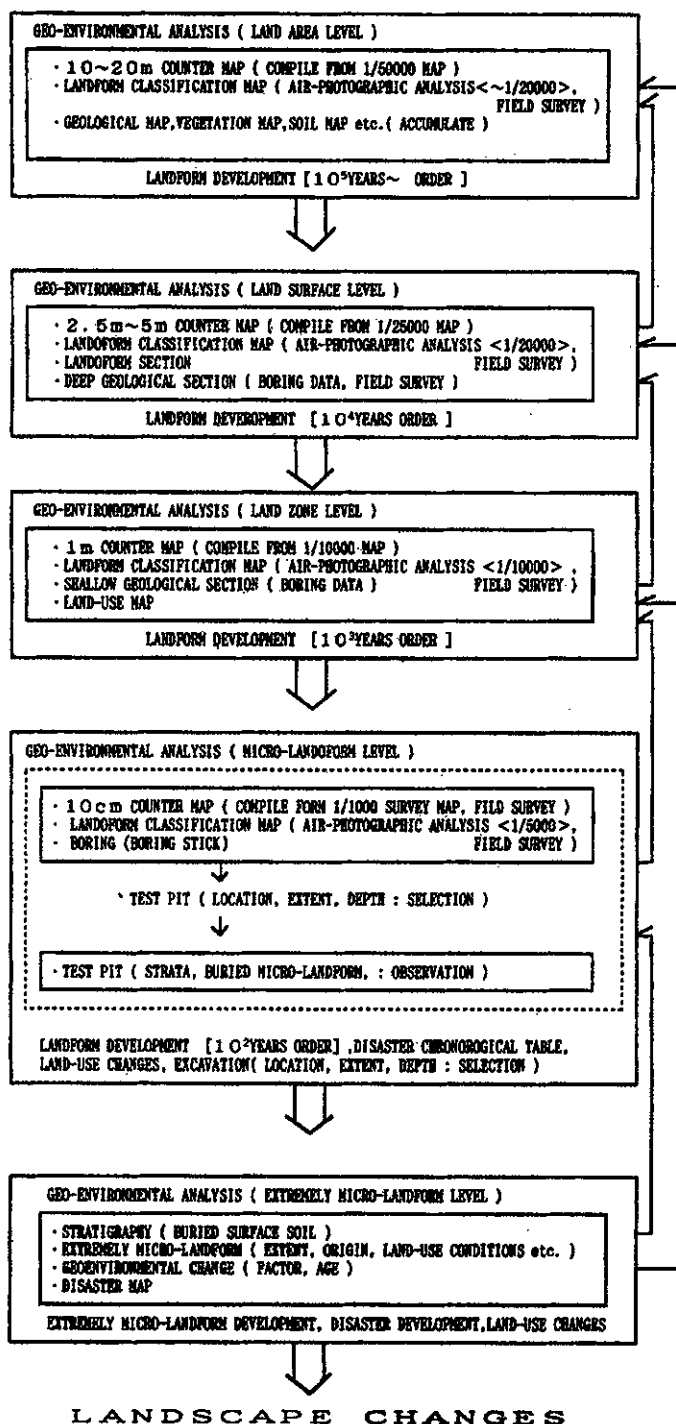 GEO-ENVIRONMENTAL ANALYSIS ( LAND AREA LEVEL )
· 10~20m COUNTER MAP ( COMPILE FROM 1/50000 MAP )
· LANDFORM CLASSIFICATION MAP ( AIR-PHOTOGRAPHIC ANALYSIS<~1/20000>,
FIELD SURVEY )
· GEOLOGICAL MAP,VEGETATION MAP,SOIL MAP etc.( ACCUMULATE )
LANDFORM DEVELOPMENT [10⁵YEARS~ ORDER ]
GEO-ENVIRONMENTAL ANALYSIS ( LAND SURFACE LEVEL )
· 2.5m~5m COUNTER MAP ( COMPILE FROM 1/25000 MAP )
· LANDOFORM CLASSIFICATION MAP ( AIR-PHOTOGRAPHIC ANALYSIS <1/20000>,
· LANDOFORM SECTION FIELD SURVEY )
· DEEP GEOLOGICAL SECTION ( BORING DATA, FIELD SURVEY )
LANDFORM DEVEROPMENT [10⁴YEARS ORDER ]
GEO-ENVIRONMENTAL ANALYSIS ( LAND ZONE LEVEL )
· 1m COUNTER MAP ( COMPILE FROM 1/10000 MAP )
· LANDFORM CLASSIFICATION MAP ( AIR-PHOTOGRAPHIC ANALYSIS <1/10000> ,
· SHALLOW GEOLOGICAL SECTION ( BORING DATA ) FIELD SURVEY )
· LAND-USE MAP
LANDFORM DEVELOPMENT [10³YEARS ORDER ]
GEO-ENVIRONMENTAL ANALYSIS ( MICRO-LANDOFORM LEVEL )
· 10cm COUNTER MAP ( COMPILE FORM 1/1000 SURVEY MAP, FILD SURVEY )
· LANDOFORM CLASSIFICATION MAP ( AIR-PHOTOGRAPHIC ANALYSIS <1/5000>,
· BORING (BORING STICK) FIELD SURVEY )
TEST PIT ( LOCATION, EXTENT, DEPTH : SELECTION )
· TEST PIT ( STRATA, BURIED MICRO-LANDFORM, : OBSERVATION )
LANDFORM DEVELOPMENT [10²YEARS ORDER] ,DISASTER CHRONOROGICAL TABLE,
LAND-USE CHANGES, EXCAVATION( LOCATION, EXTENT, DEPTH : SELECTION )
GEO-ENVIRONMENTAL ANALYSIS ( EXTREMELY MICRO-LANDFORM LEVEL )
· STRATIGRAPHY ( BURIED SURFACE SOIL )
· EXTREMELY MICRO-LANDFORM ( EXTENT, ORIGIN, LAND-USE CONDITIONS etc. )
· GEOENVIRONMENTAL CHANGE ( FACTOR, AGE )
· DISASTER MAP
EXTREMELY MICRO-LANDFORM DEVELOPMENT, DISASTER DEVELOPMENT,LAND-USE CHANGES
LANDSCAPE CHANGES